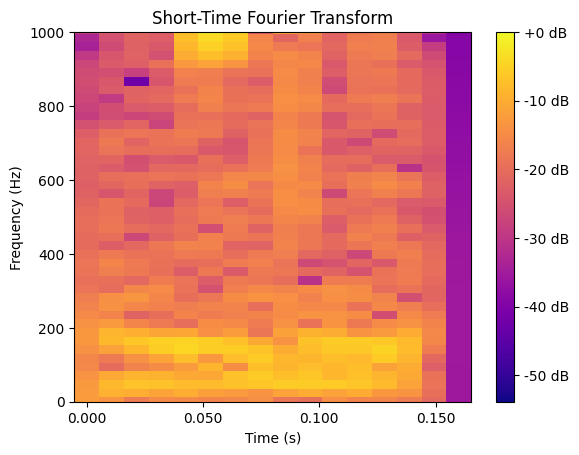 Short-Time Fourier Transform
1000
800
600
400
200
0
Frequency (Hz)
0.000
0.050
0.100
0.150
Time (s)
+0 dB
-10 dB
-20 dB
-30 dB
-40 dB
-50 dB